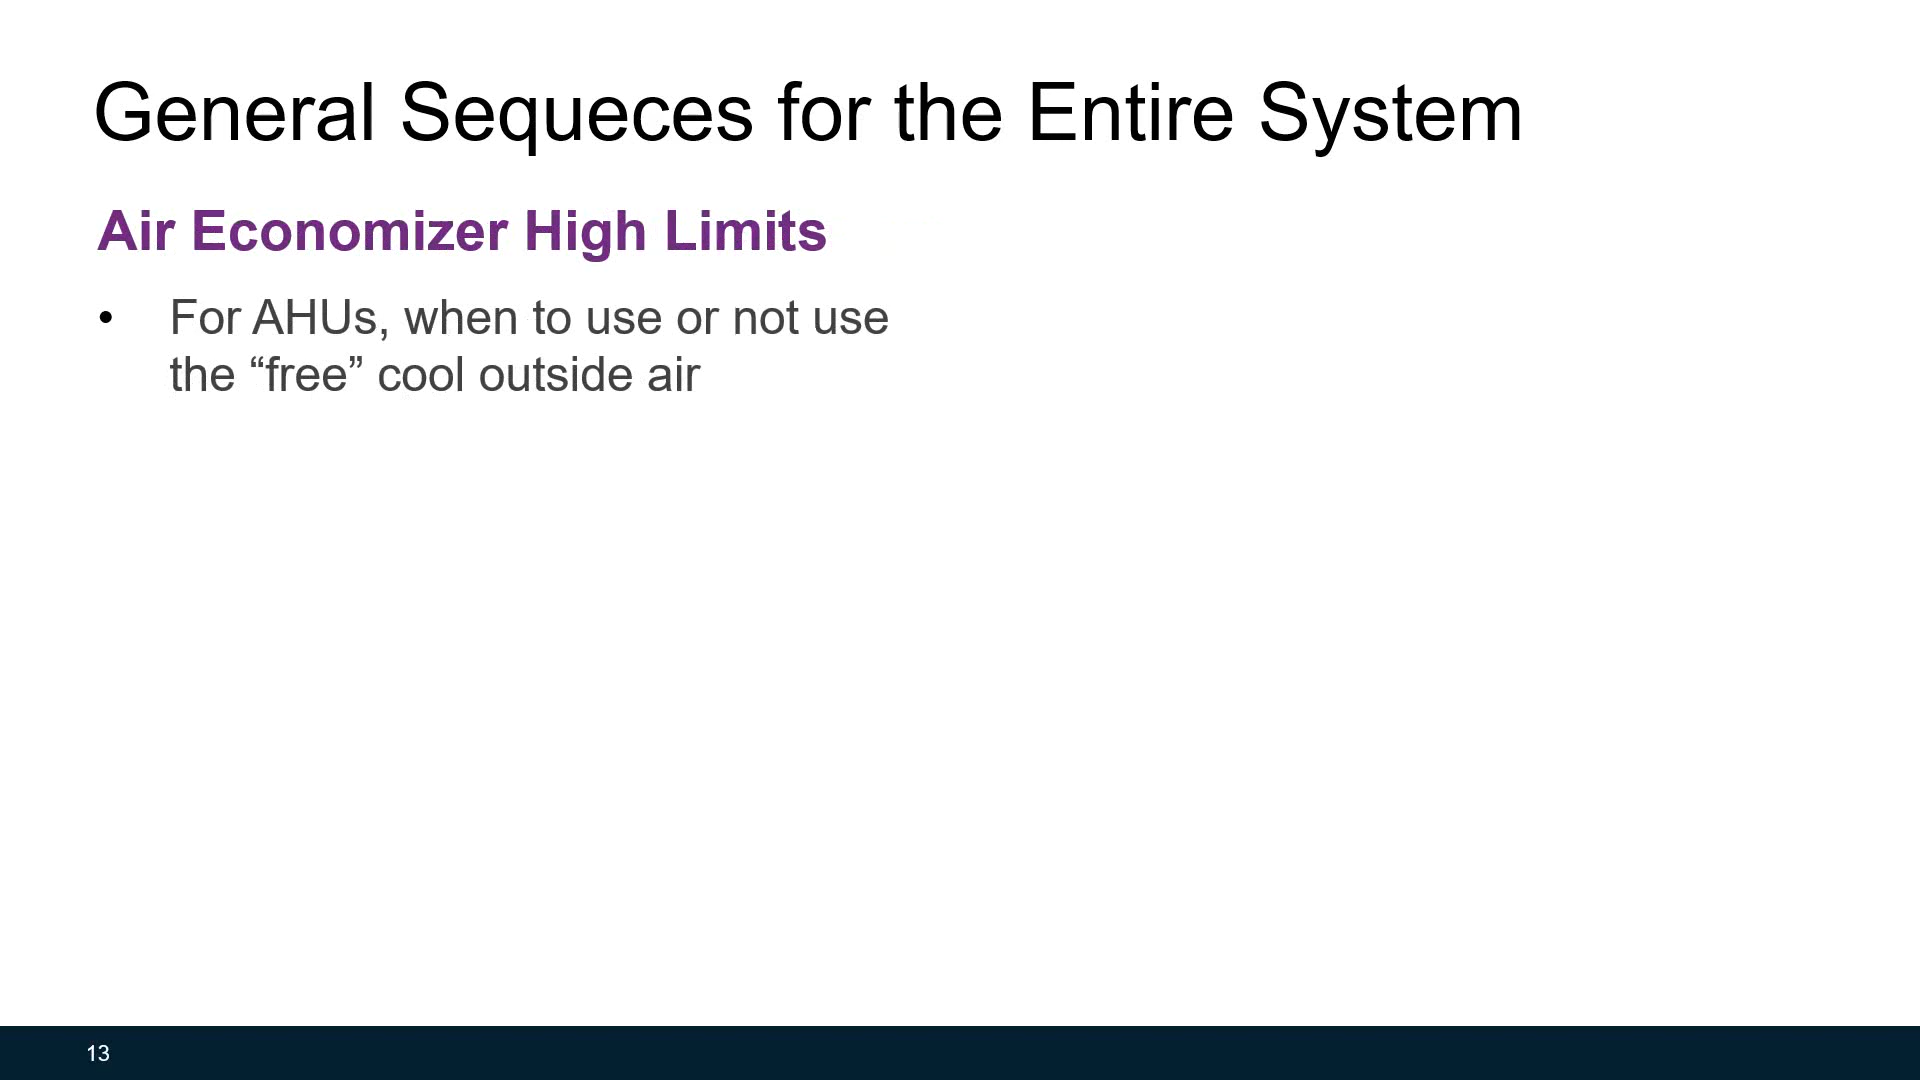 General Sequeces for the Entire System
Air Economizer High Limits
• For AHUs, when to use or not use
the “free” cool outside air
13